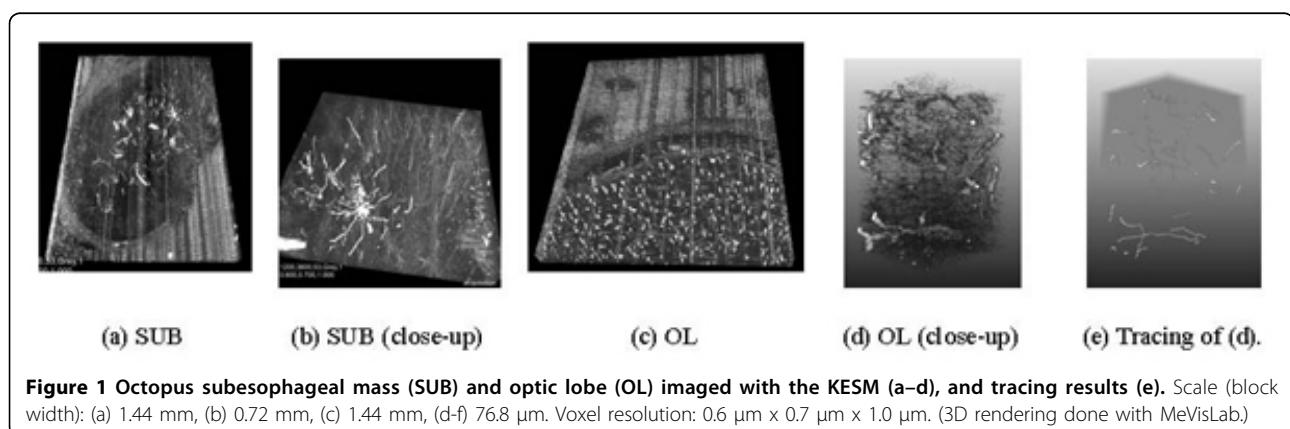 (a) SUB
(b) SUB (close-up)
(c) OL
(d) OL (close-up)
(e) Tracing of (d).
Figure 1 Octopus subesophageal mass (SUB) and optic lobe (OL) imaged with the KESM (a–d), and tracing results (e). Scale (block
width): (a) 1.44 mm, (b) 0.72 mm, (c) 1.44 mm, (d-f) 76.8 μm. Voxel resolution: 0.6 μm x 0.7 μm x 1.0 μm. (3D rendering done with MeVisLab.)